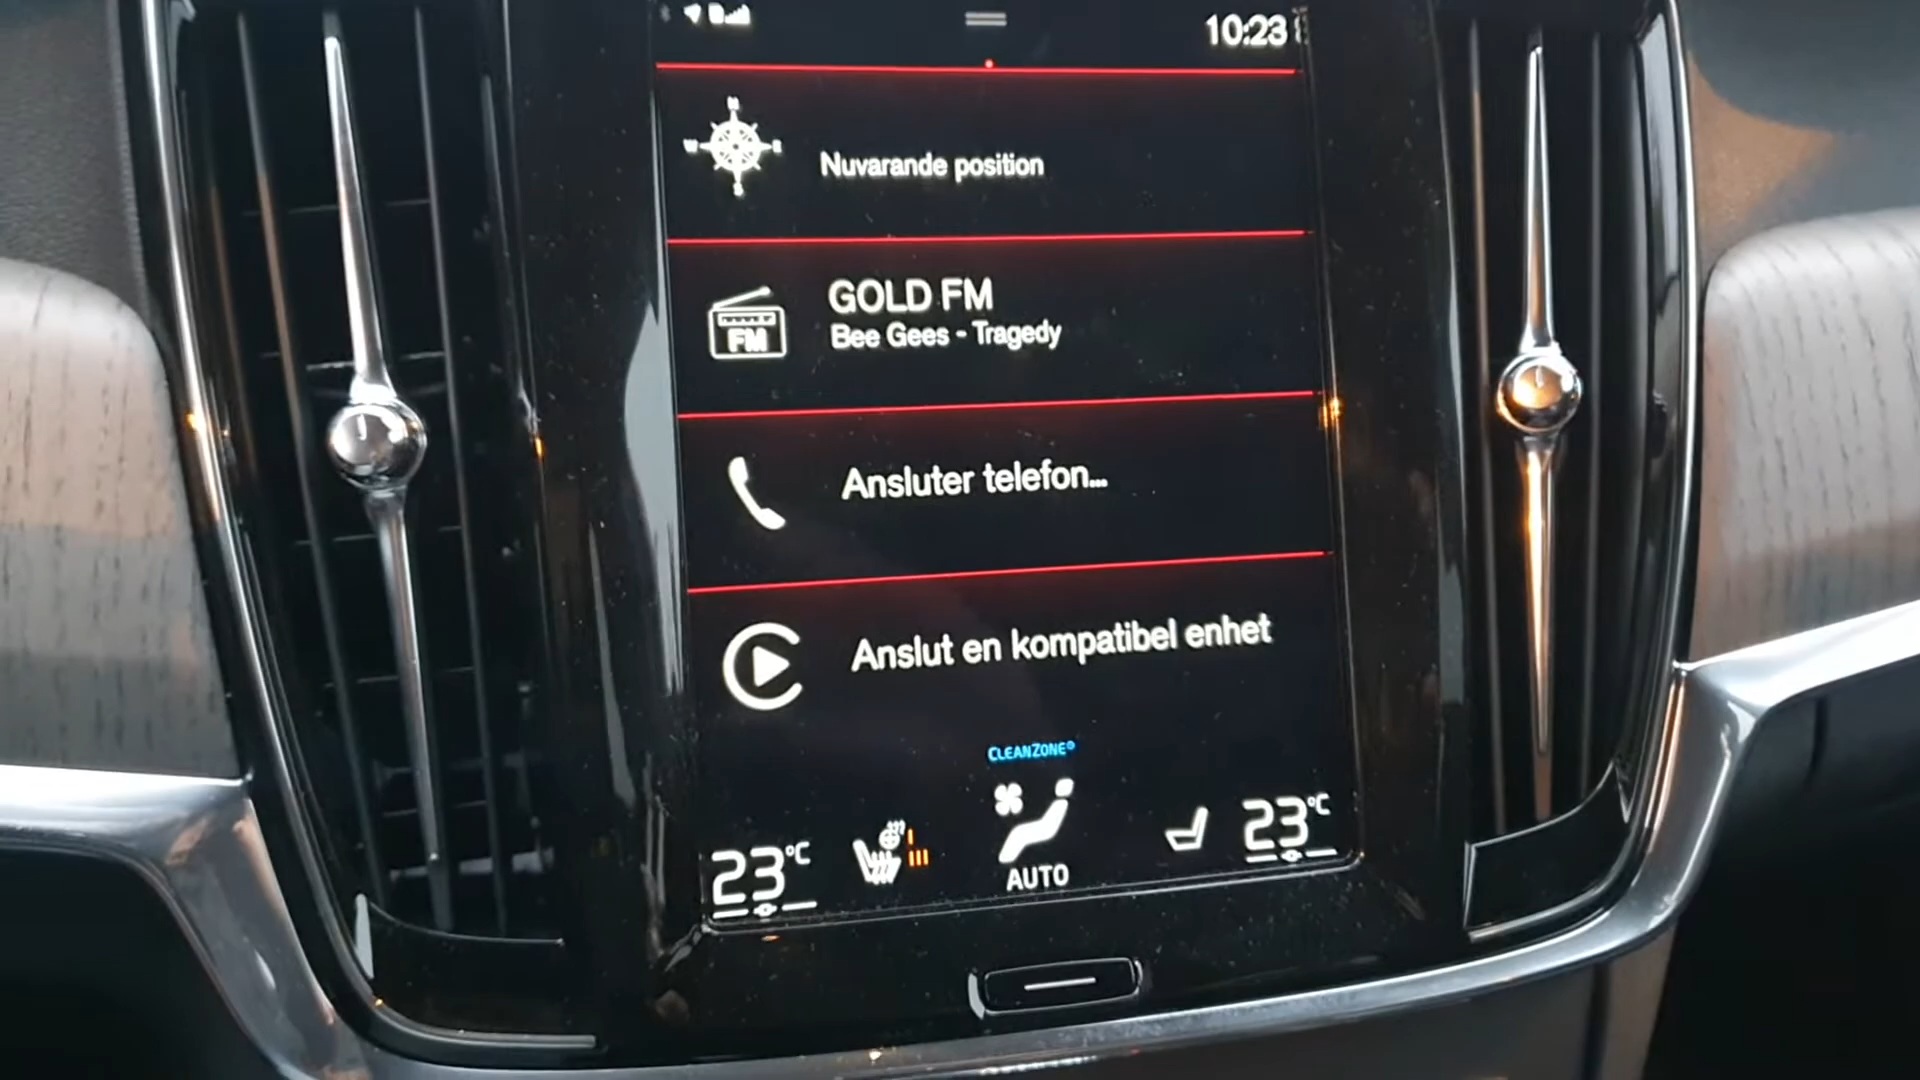 10:23
N
W E
S
Nuvarande position
GOLD FM
Bee Gees - Tragedy
FM
Ansluter telefon...
Anslut en kompatibel enhet
CLEANZONE®
23°C
23°C
AUTO